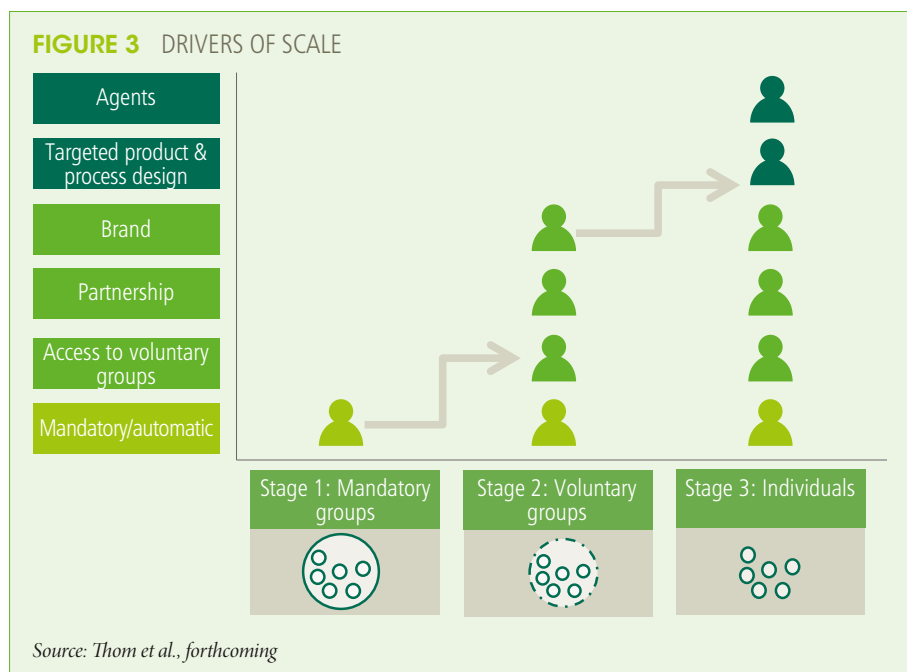 FIGURE 3 DRIVERS OF SCALE
Agents
Targeted product &
process design
Brand
Partnership
Access to voluntary
groups
Mandatory/automatic
Stage 1: Mandatory
groups
Stage 2: Voluntary
groups
Stage 3: Individuals
Source: Thom et al., forthcoming